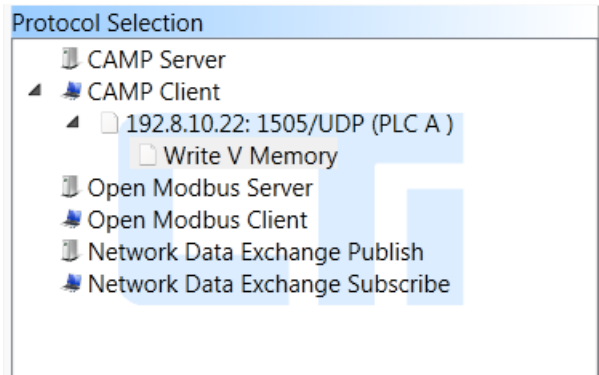 Protocol Selection
CAMP Server
CAMP Client
192.8.10.22: 1505/UDP (PLC A )
Write V Memory
Open Modbus Server
Open Modbus Client
Network Data Exchange Publish
Network Data Exchange Subscribe